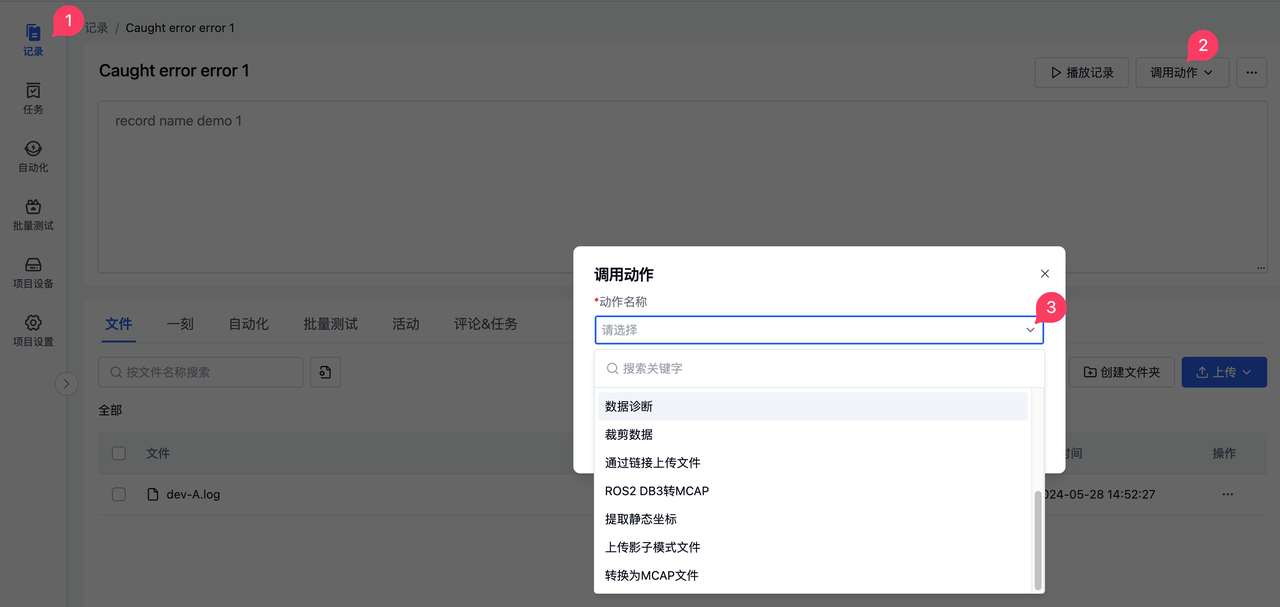 1
记录
记录 / Caught error error 1
2
Caught error error 1
播放记录
调用动作
record name demo 1
任务
自动化
批量测试
项目设备
项目设置
调用动作
*动作名称
3
请选择
搜索关键字
数据诊断
裁剪数据
通过链接上传文件
ROS2 DB3转MCAP
提取静态坐标
上传影子模式文件
转换为MCAP文件
文件 一刻 自动化 批量测试 活动 评论&任务
按文件名称搜索
创建文件夹
上传
全部
文件 时间 操作
dev-A.log 024-05-28 14:52:27